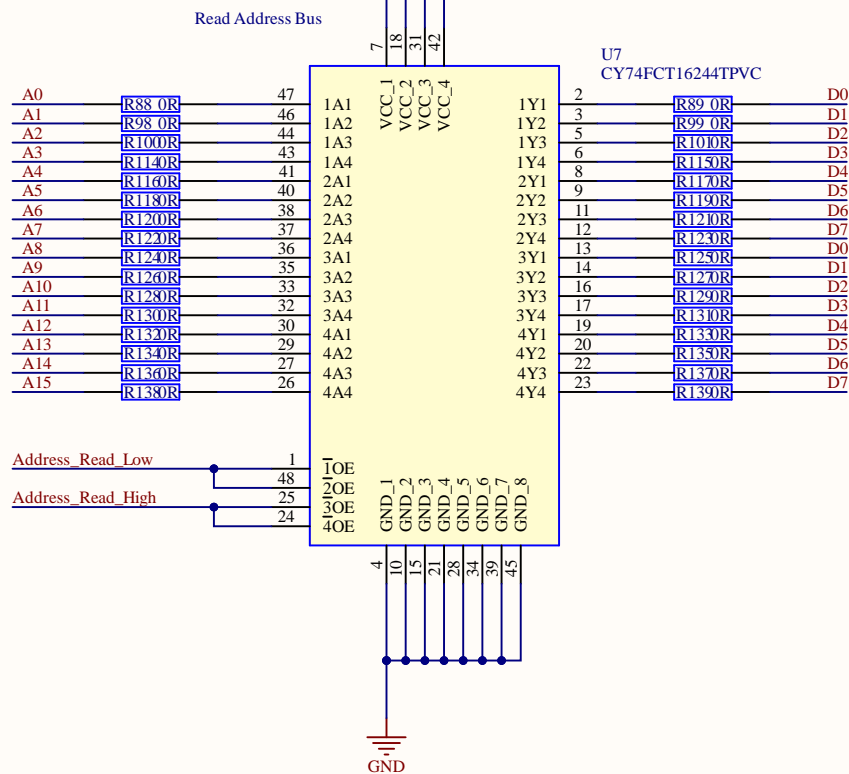 Read Address Bus
7 18 31 42
U7
CY74FCT16244TPVC
VCC_1 VCC_2 VCC_3 VCC_4
A0 R88 0R 47 1A1 1Y1 2 R89 0R D0
A1 R98 0R 46 1A2 1Y2 3 R99 0R D1
A2 R100 0R 44 1A3 1Y3 5 R101 0R D2
A3 R114 0R 43 1A4 1Y4 6 R115 0R D3
A4 R116 0R 41 2A1 2Y1 8 R117 0R D4
A5 R118 0R 40 2A2 2Y2 9 R119 0R D5
A6 R120 0R 38 2A3 2Y3 11 R121 0R D6
A7 R122 0R 37 2A4 2Y4 12 R123 0R D7
A8 R124 0R 36 3A1 3Y1 13 R125 0R D0
A9 R126 0R 35 3A2 3Y2 14 R127 0R D1
A10 R128 0R 33 3A3 3Y3 16 R129 0R D2
A11 R130 0R 32 3A4 3Y4 17 R131 0R D3
A12 R132 0R 30 4A1 4Y1 19 R133 0R D4
A13 R134 0R 29 4A2 4Y2 20 R135 0R D5
A14 R136 0R 27 4A3 4Y3 22 R137 0R D6
A15 R138 0R 26 4A4 4Y4 23 R139 0R D7
Address_Read_Low 1 1OE
48 2OE
Address_Read_High 25 3OE
24 4OE
GND_1 GND_2 GND_3 GND_4 GND_5 GND_6 GND_7 GND_8
4 10 15 21 28 34 39 45
GND